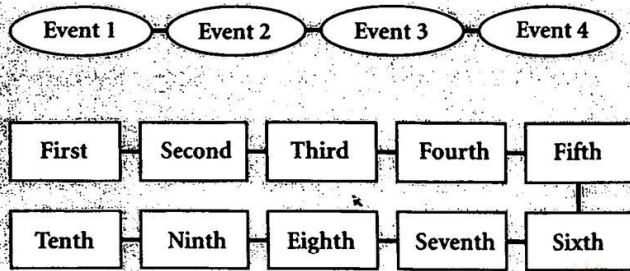 Event 1 Event 2 Event 3 Event 4
First Second Third Fourth Fifth
Tenth Ninth Eighth Seventh Sixth